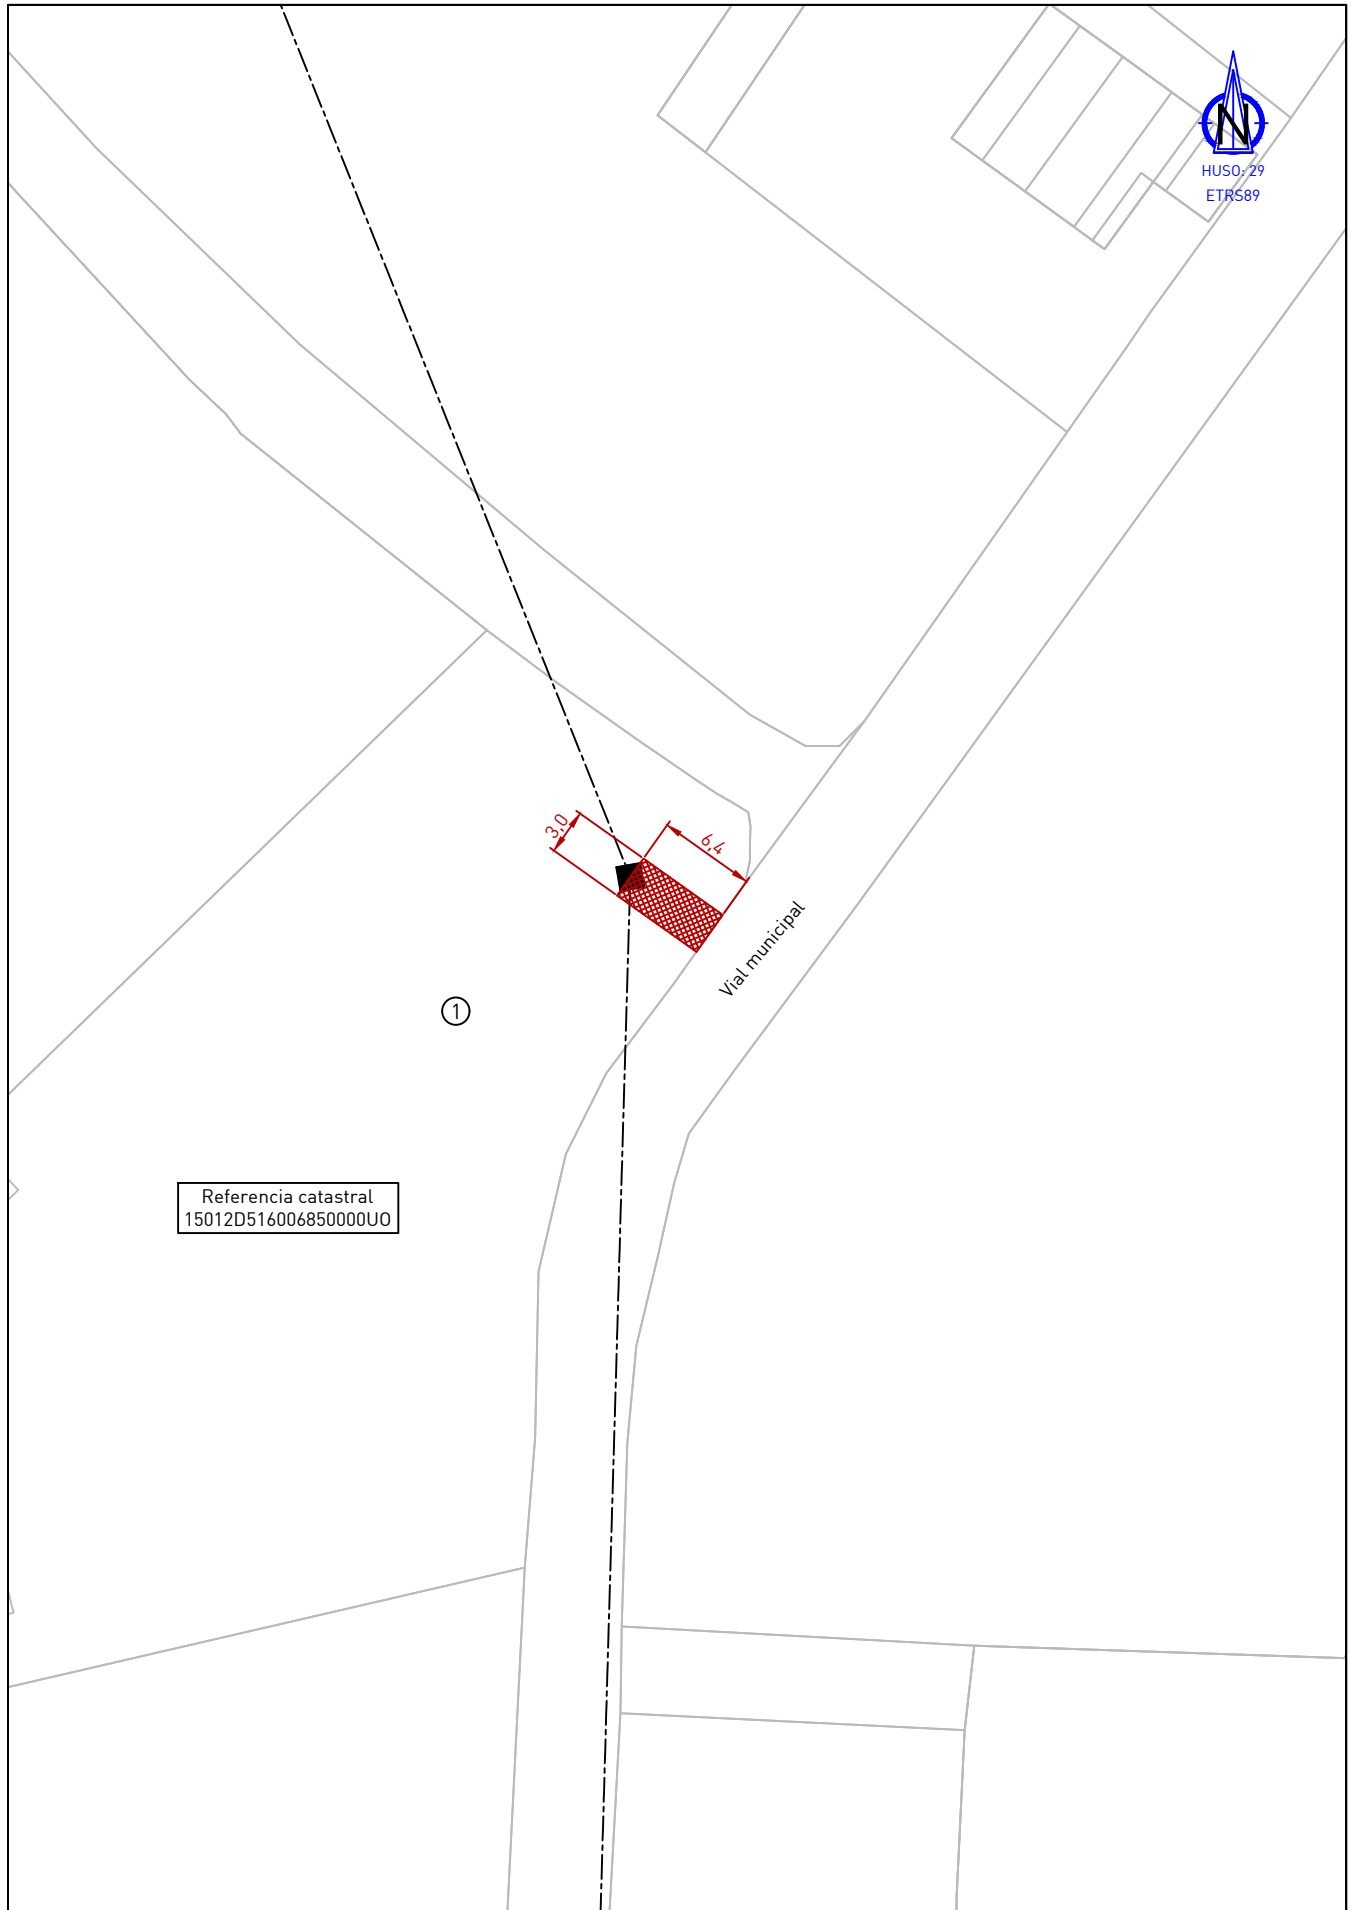 N
HUSO: 29
ETRS89
3,0
6,4
Vial municipal
1
Referencia catastral
15012D516006850000UO